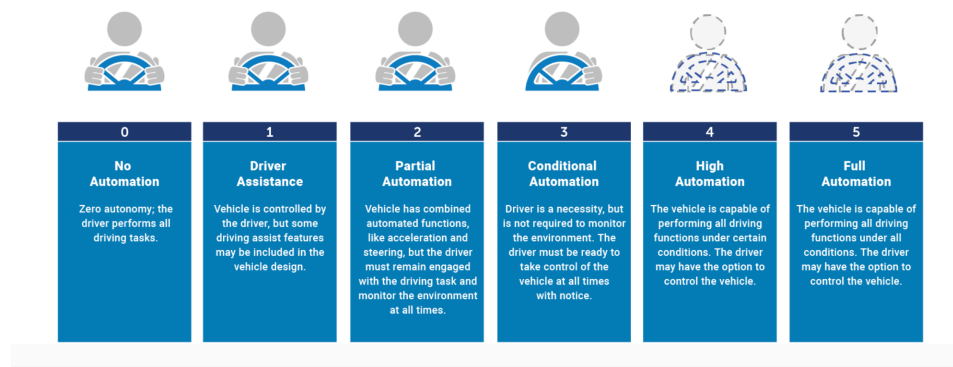 0
No
Automation
Zero autonomy; the
driver performs all
driving tasks.
1
Driver
Assistance
Vehicle is controlled by
the driver, but some
driving assist features
may be included in the
vehicle design.
2
Partial
Automation
Vehicle has combined
automated functions,
like acceleration and
steering, but the driver
must remain engaged
with the driving task and
monitor the environment
at all times.
3
Conditional
Automation
Driver is a necessity, but
is not required to monitor
the environment. The
driver must be ready to
take control of the
vehicle at all times
with notice.
4
High
Automation
The vehicle is capable of
performing all driving
functions under certain
conditions. The driver
may have the option to
control the vehicle.
5
Full
Automation
The vehicle is capable of
performing all driving
functions under all
conditions. The driver
may have the option to
control the vehicle.